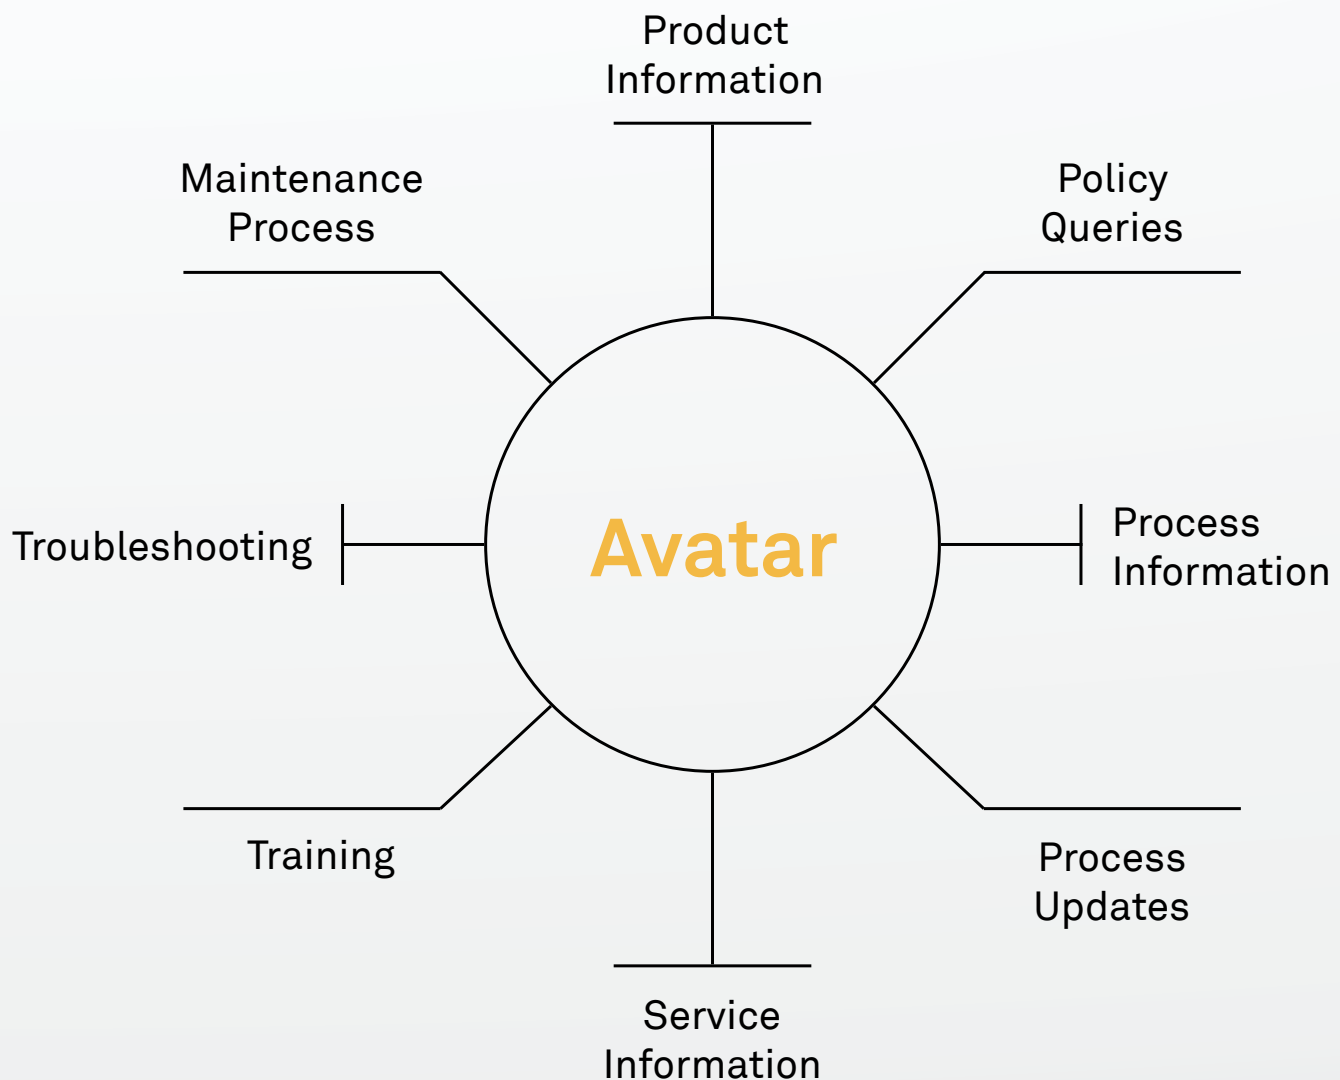 Product
Information
Maintenance
Process
Policy
Queries
Troubleshooting
Avatar
Process
Information
Training
Process
Updates
Service
Information